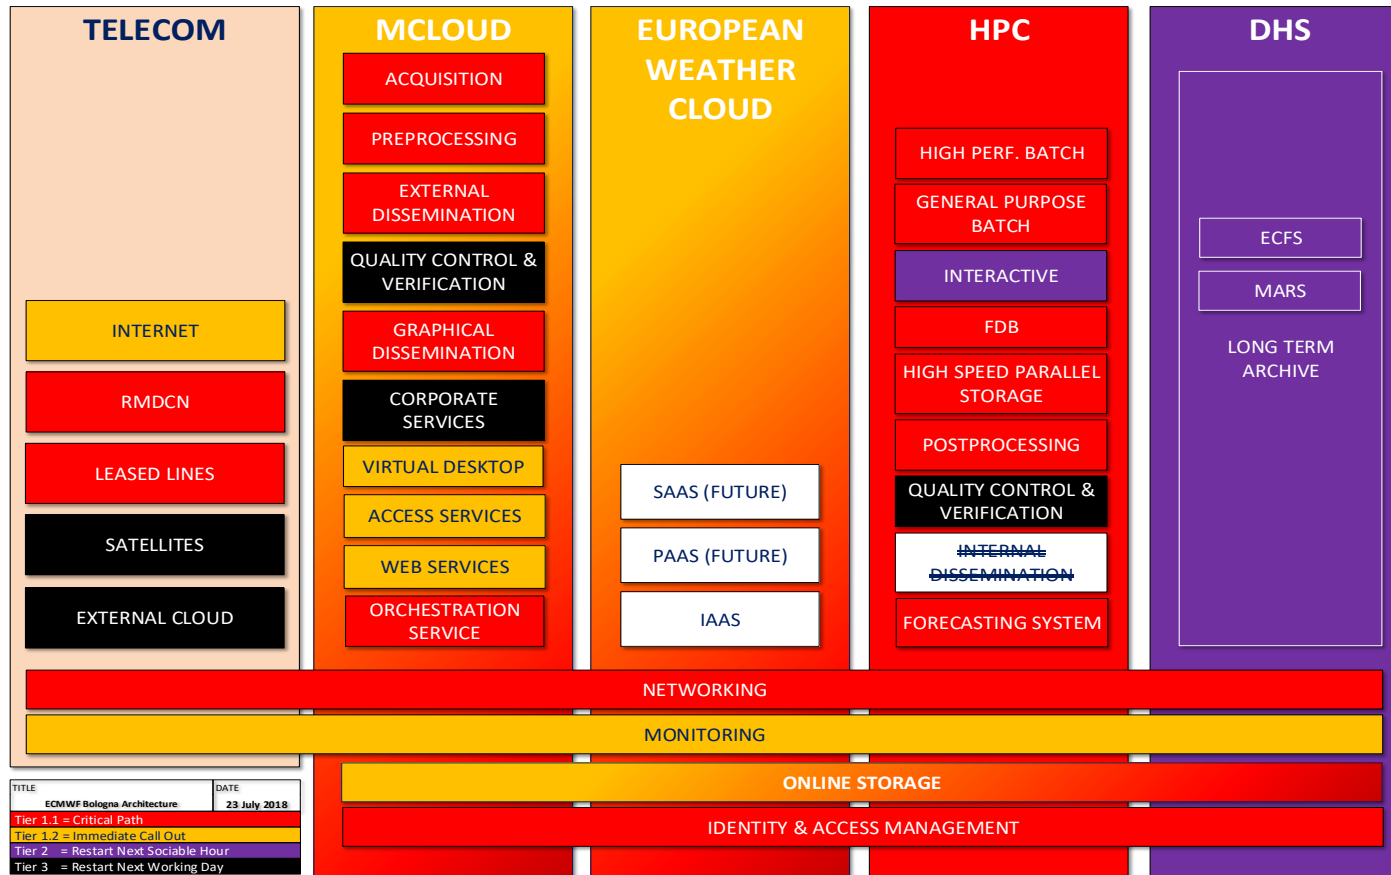 TELECOM
INTERNET
RMDCN
LEASED LINES
SATELLITES
EXTERNAL CLOUD
MCLOUD
ACQUISITION
PREPROCESSING
EXTERNAL
DISSEMINATION
QUALITY CONTROL &
VERIFICATION
GRAPHICAL
DISSEMINATION
CORPORATE
SERVICES
VIRTUAL DESKTOP
ACCESS SERVICES
WEB SERVICES
ORCHESTRATION
SERVICE
EUROPEAN
WEATHER
CLOUD
SAAS (FUTURE)
PAAS (FUTURE)
IAAS
HPC
HIGH PERF. BATCH
GENERAL PURPOSE
BATCH
INTERACTIVE
FDB
HIGH SPEED PARALLEL
STORAGE
POSTPROCESSING
QUALITY CONTROL &
VERIFICATION
INTERNAL
DISSEMINATION
FORECASTING SYSTEM
DHS
ECFS
MARS
LONG TERM
ARCHIVE
NETWORKING
MONITORING
ONLINE STORAGE
IDENTITY & ACCESS MANAGEMENT
TITLE
ECMWF Bologna Architecture
DATE
23 July 2018
Tier 1.1 = Critical Path
Tier 1.2 = Immediate Call Out
Tier 2 = Restart Next Sociable Hour
Tier 3 = Restart Next Working Day